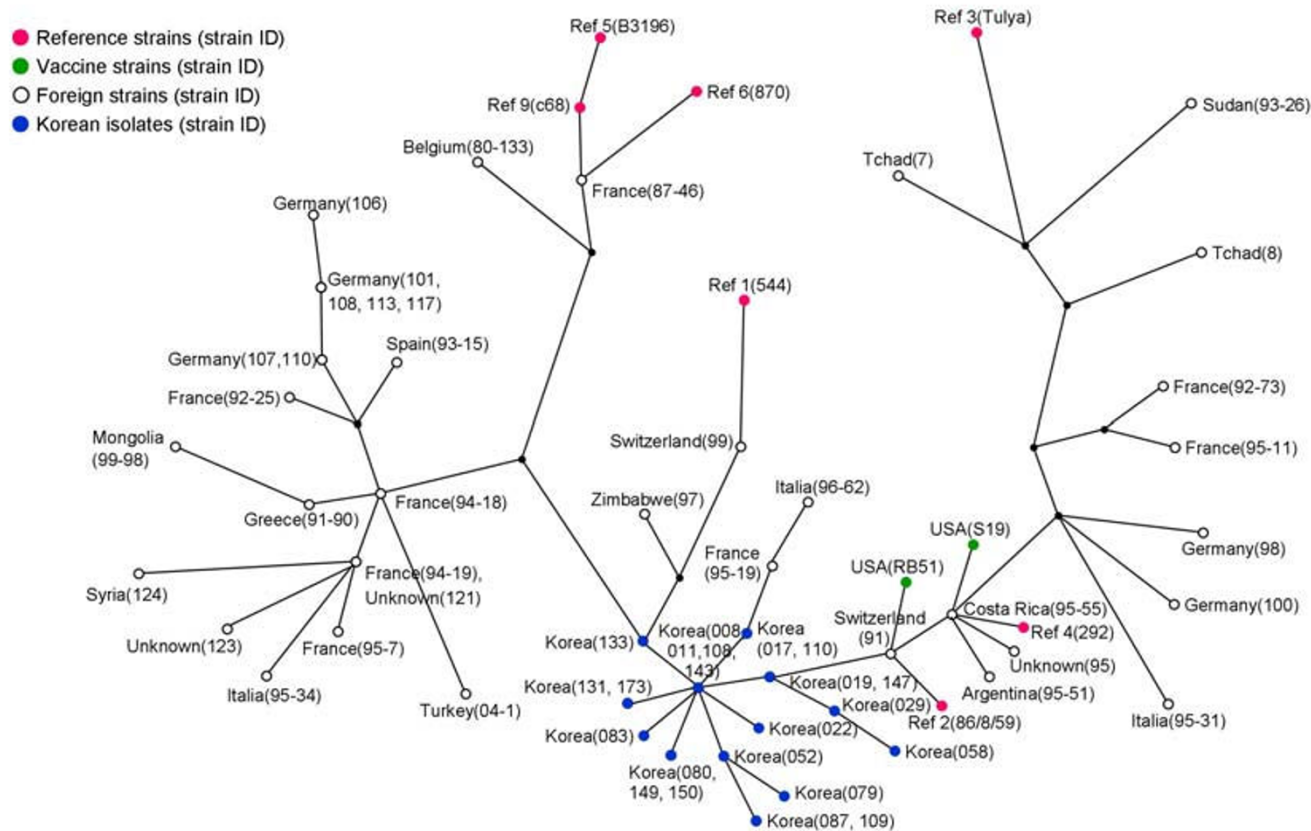 Reference strains (strain ID)
Vaccine strains (strain ID)
Foreign strains (strain ID)
Korean isolates (strain ID)
Ref 5(B3196)
Ref 3(Tulya)
Ref 9(c68)
Ref 6(870)
Sudan(93-26)
Belgium(80-133)
Tchad(7)
France(87-46)
Germany(106)
Tchad(8)
Germany(101,
108, 113, 117)
Ref 1(544)
Spain(93-15)
Germany(107,110)
France(92-25)
France(92-73)
Mongolia
(99-98)
Switzerland(99)
France(95-11)
Zimbabwe(97)
Italia(96-62)
France(94-18)
Greece(91-90)
USA(S19)
Germany(98)
France
(95-19)
USA(RB51)
France(94-19),
Unknown(121)
Syria(124)
Germany(100)
Switzerland
(91)
Costa Rica(95-55)
Ref 4(292)
Unknown(123)
France(95-7)
Korea(133)
Korea(008
011,108,
143)
Korea
(017, 110)
Unknown(95)
Italia(95-34)
Turkey(04-1)
Korea(131, 173)
Korea(019, 147)
Argentina(95-51)
Korea(029)
Ref 2(86/8/59)
Italia(95-31)
Korea(083)
Korea(022)
Korea(058)
Korea(052)
Korea(080,
149, 150)
Korea(079)
Korea(087, 109)